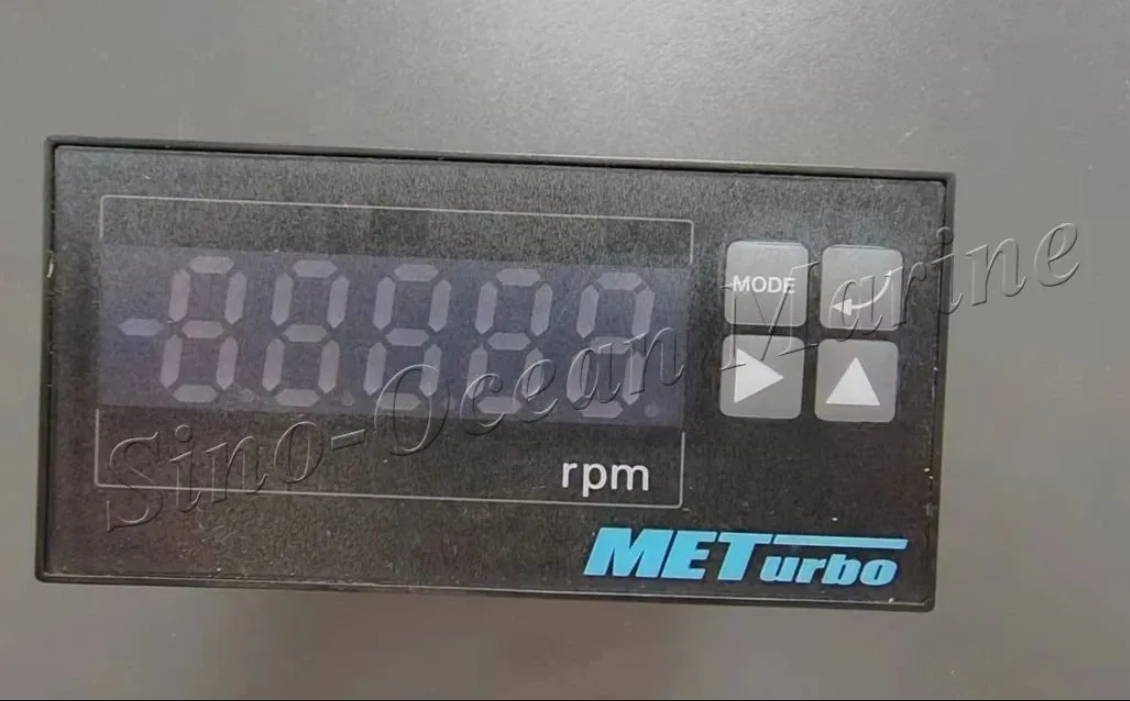 MODE
Sino-Ocean Marine
rpm
METurbo